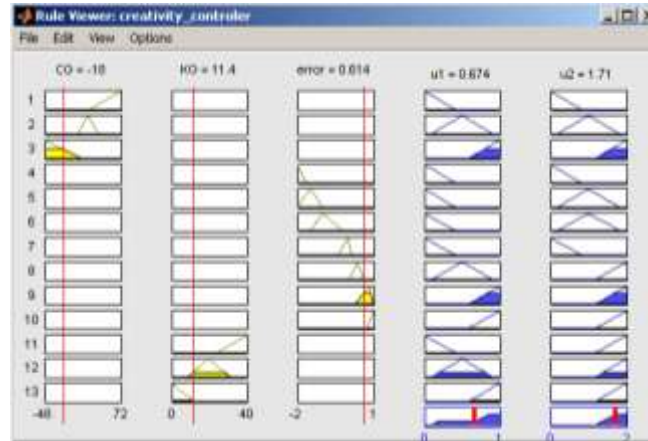 Rule Viewer: creativity_controler
File Edit View Options
CO = -18 KO = 11.4 error = 0.614 u1 = 0.674 u2 = 1.71
1
2
3
4
5
6
7
8
9
10
11
12
13
-48 72 0 40 -2 1
0 1 0 2